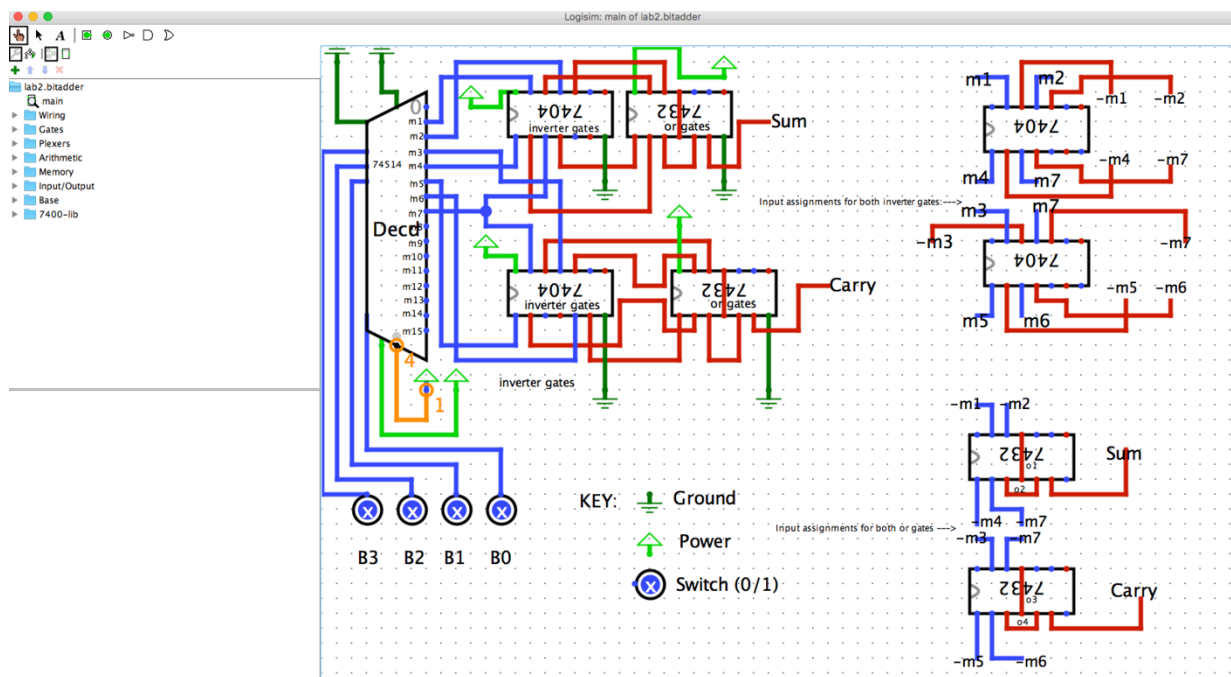 Logisim: main of lab2.bitadder
A
lab2.bitadder
main
Wiring
Gates
Plexers
Arithmetic
Memory
Input/Output
Base
7400-lib
0
m1
m2
m3
m4
m5
m6
m7
m8
m9
m10
m11
m12
m13
m14
m15
74514
Decd
4
1
7404
inverter gates
7432
or gates
Sum
7404
inverter gates
7432
or gates
Carry
inverter gates
B3
B2
B1
B0
KEY:
Ground
Power
Switch (0/1)
m1
m2
-m1
-m2
7404
m4
m7
-m4
-m7
Input assignments for both inverter gates:--->
m3
m7
-m3
-m7
7404
m5
m6
-m5
-m6
-m1
-m2
7432
o1
o2
Sum
-m4
-m7
Input assignments for both or gates --->
-m3
-m7
7432
o3
o4
Carry
-m5
-m6